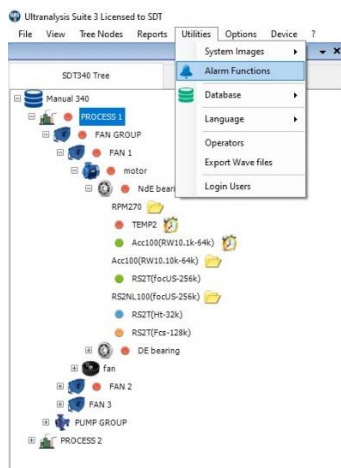 Ultranalysis Suite 3 Licensed to SDT
File View Tree Nodes Reports Utilities Options Device ?
System Images
Alarm Functions
Database
Language
Operators
Export Wave files
Login Users
SDT340 Tree
Manual 340
PROCESS 1
FAN GROUP
FAN 1
motor
NdE beari
RPM270
TEMP2
Acc100(RW10.1k-64k)
Acc100(RW10.10k-64k)
RS2T(focUS-256k)
RS2NL100(focUS-256k)
RS2T(Ht-32k)
RS2T(Fcs-128k)
DE bearing
fan
FAN 2
FAN 3
PUMP GROUP
PROCESS 2